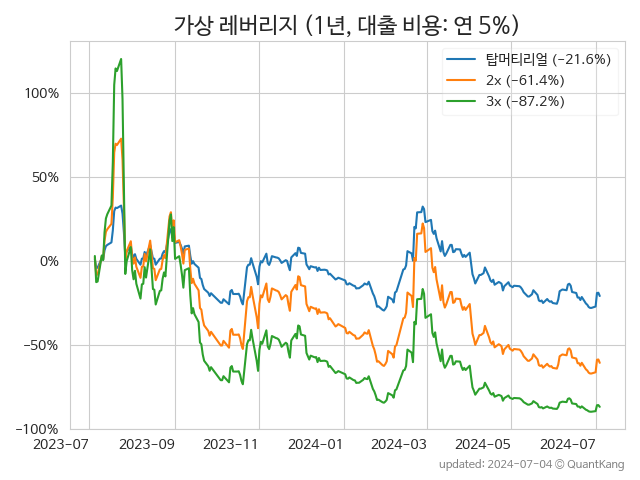 가상 레버리지 (1년, 대출 비용: 연 5%)
탑머티리얼 (−21.6%)
2x (−61.4%)
3x (−87.2%)
100%
50%
0%
−50%
−100%
2023-07 2023-09 2023-11 2024-01 2024-03 2024-05 2024-07
updated: 2024-07-04 © QuantKang